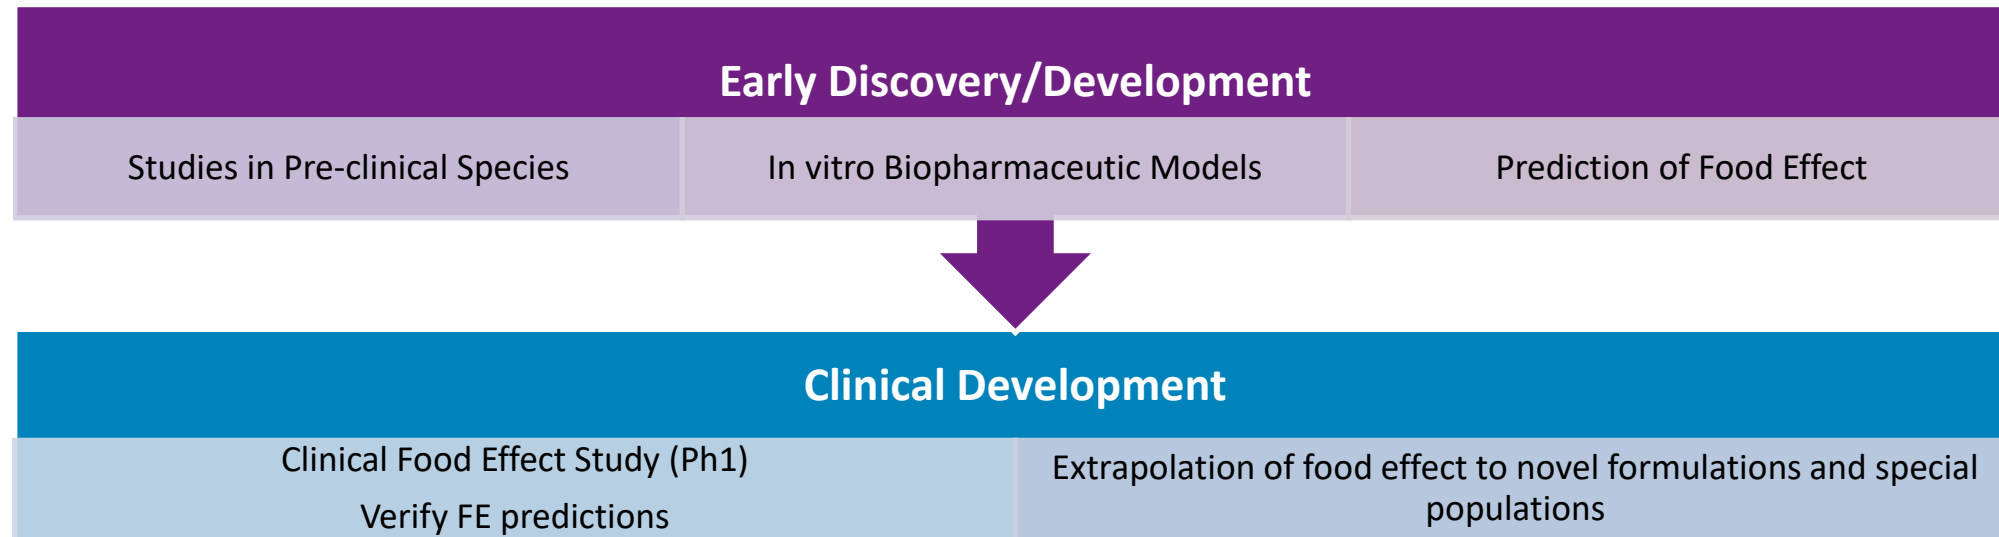 Early Discovery/Development
Studies in Pre-clinical Species
In vitro Biopharmaceutic Models
Prediction of Food Effect
Clinical Development
Clinical Food Effect Study (Ph1)
Verify FE predictions
Extrapolation of food effect to novel formulations and special
populations